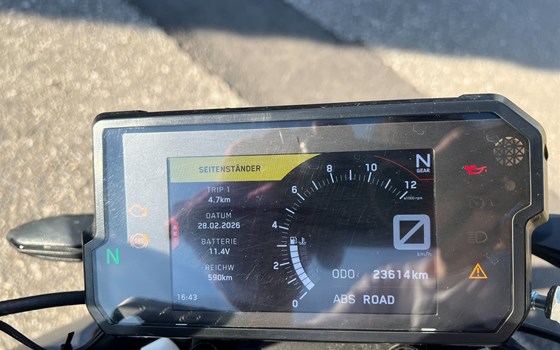 SEITENSTÄNDER
TRIP 1
4.7km
DATUM
28.02.2026
BATTERIE
11.4V
REICHW
590km
16:43
0
2
4
6
8
10
12
N
GEAR
km/h
ODO 23614km
ABS ROAD
N